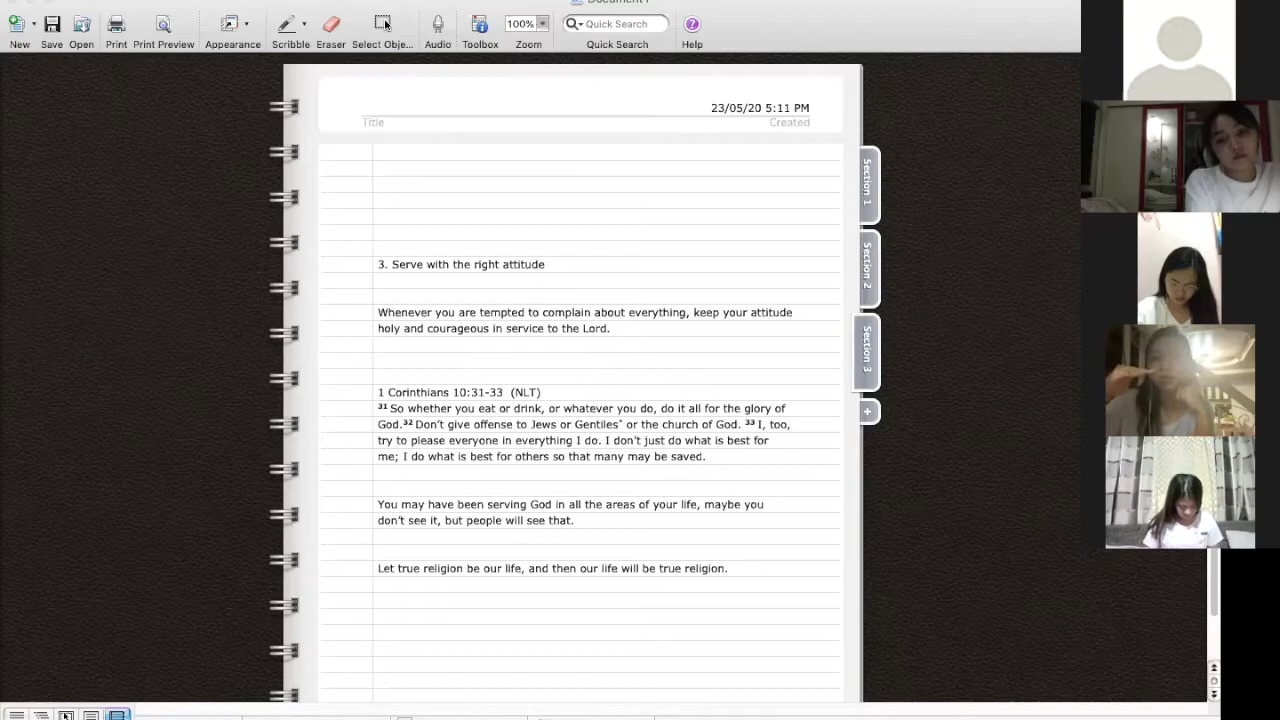 Document1
New Save Open Print Print Preview Appearance Scribble Eraser Select Obje... Audio Toolbox 100% Zoom Quick Search Quick Search Help
23/05/20 5:11 PM
Title Created
Section 1
Section 2
Section 3
3. Serve with the right attitude
Whenever you are tempted to complain about everything, keep your attitude
holy and courageous in service to the Lord.
1 Corinthians 10:31-33 (NLT)
31 So whether you eat or drink, or whatever you do, do it all for the glory of
God.32 Don't give offense to Jews or Gentiles* or the church of God. 33 I, too,
try to please everyone in everything I do. I don't just do what is best for
me; I do what is best for others so that many may be saved.
You may have been serving God in all the areas of your life, maybe you
don't see it, but people will see that.
Let true religion be our life, and then our life will be true religion.